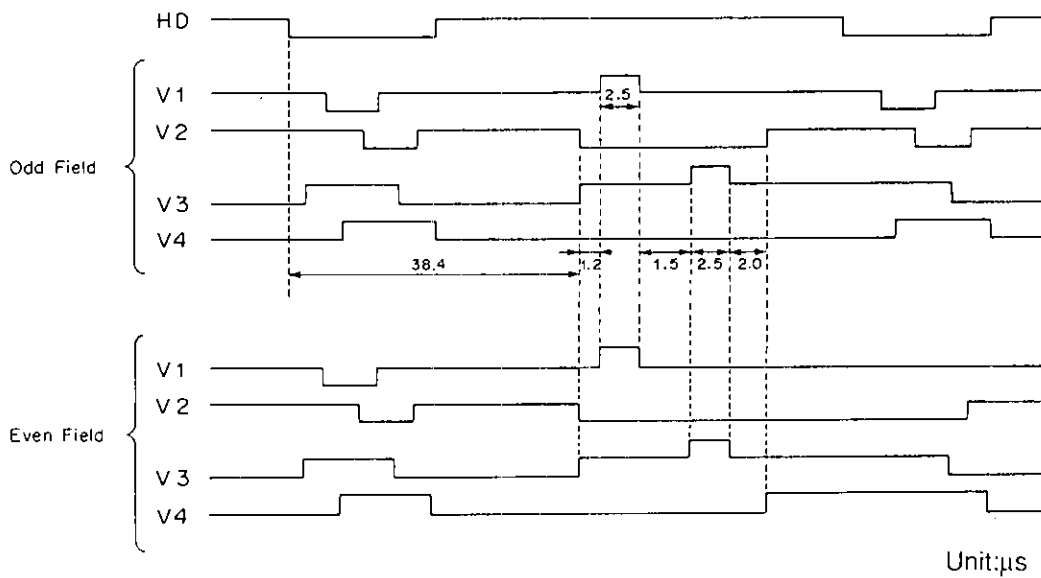 HD
Odd Field
V1
2.5
V2
V3
V4
38.4
1.2
1.5
2.5
2.0
Even Field
V1
V2
V3
V4
Unit:μs